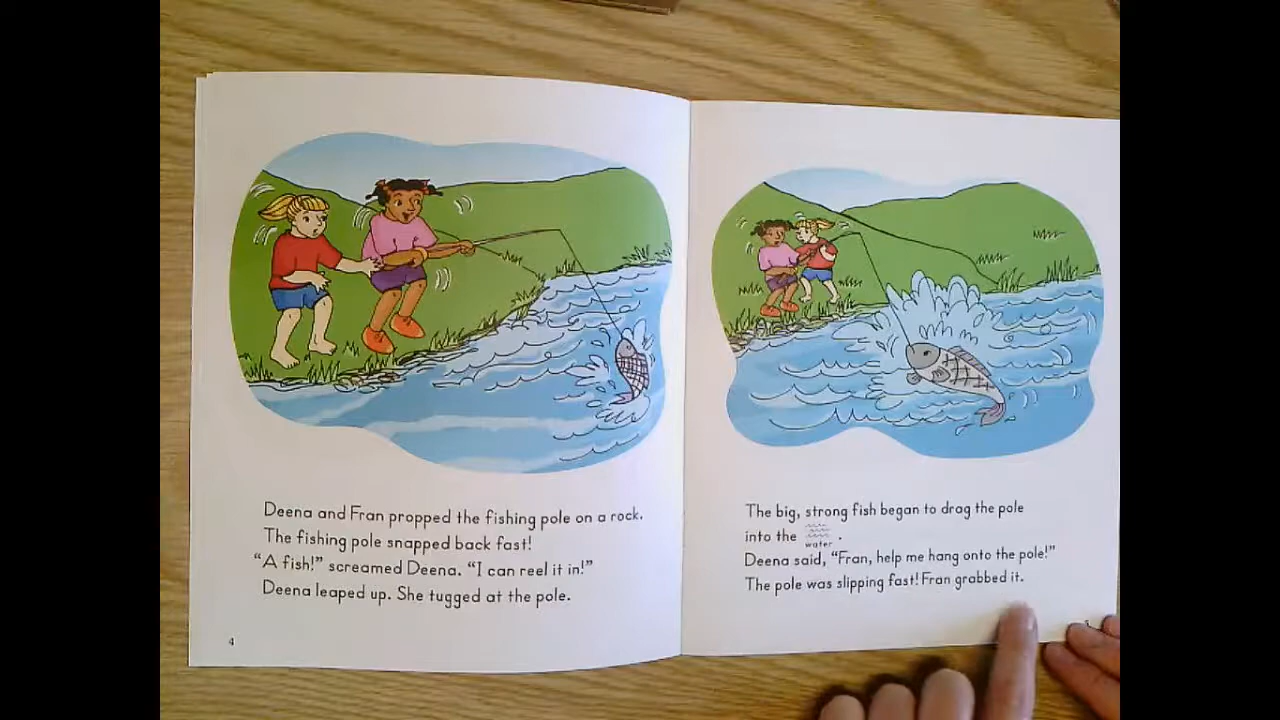 Deena and Fran propped the fishing pole on a rock.
The fishing pole snapped back fast!
"A fish!" screamed Deena. "I can reel it in!"
Deena leaped up. She tugged at the pole.
4
The big, strong fish began to drag the pole
into the water.
Deena said, "Fran, help me hang onto the pole!"
The pole was slipping fast! Fran grabbed it.